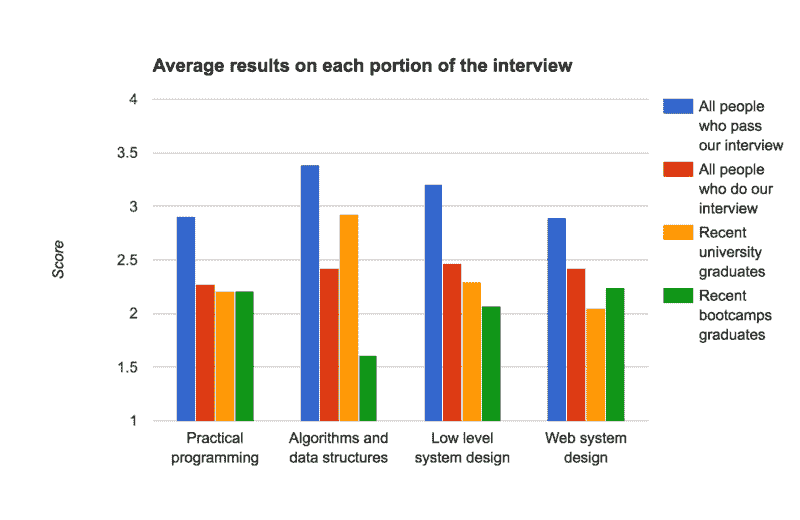 Average results on each portion of the interview
4
3.5
3
2.5
2
1.5
1
Score
Practical
programming
Algorithms and
data structures
Low level
system design
Web system
design
All people
who pass
our interview
All people
who do our
interview
Recent
university
graduates
Recent
bootcamps
graduates